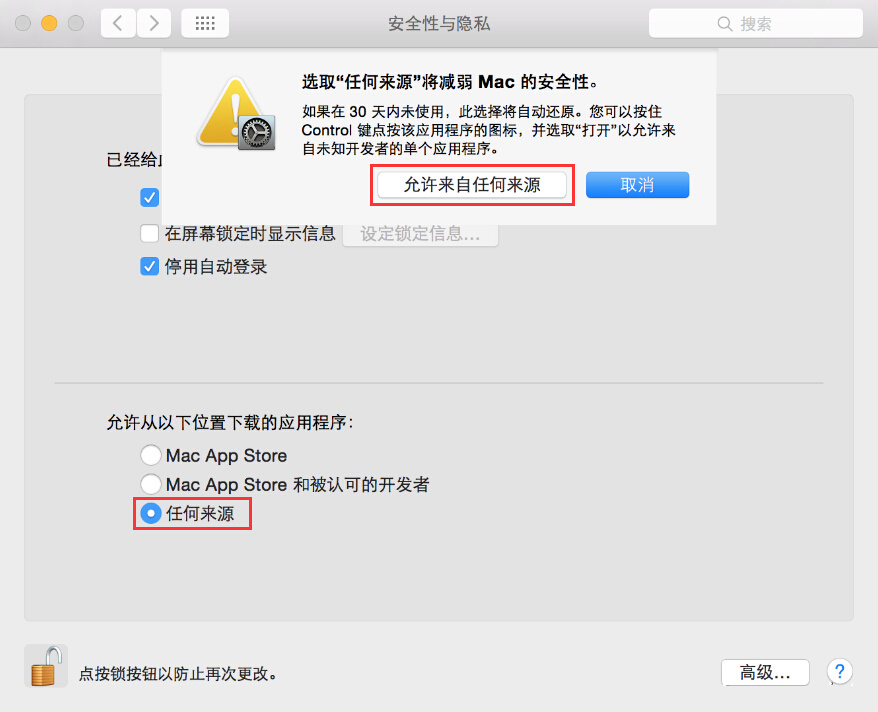 安全性与隐私
搜索
选取“任何来源”将减弱 Mac 的安全性。
如果在 30 天内未使用，此选择将自动还原。您可以按住
Control 键点按该应用程序的图标，并选取“打开”以允许来
自未知开发者的单个应用程序。
允许来自任何来源
取消
已经给
在屏幕锁定时显示信息
设定锁定信息...
停用自动登录
允许从以下位置下载的应用程序：
Mac App Store
Mac App Store 和被认可的开发者
任何来源
点按锁按钮以防止再次更改。
高级...
?